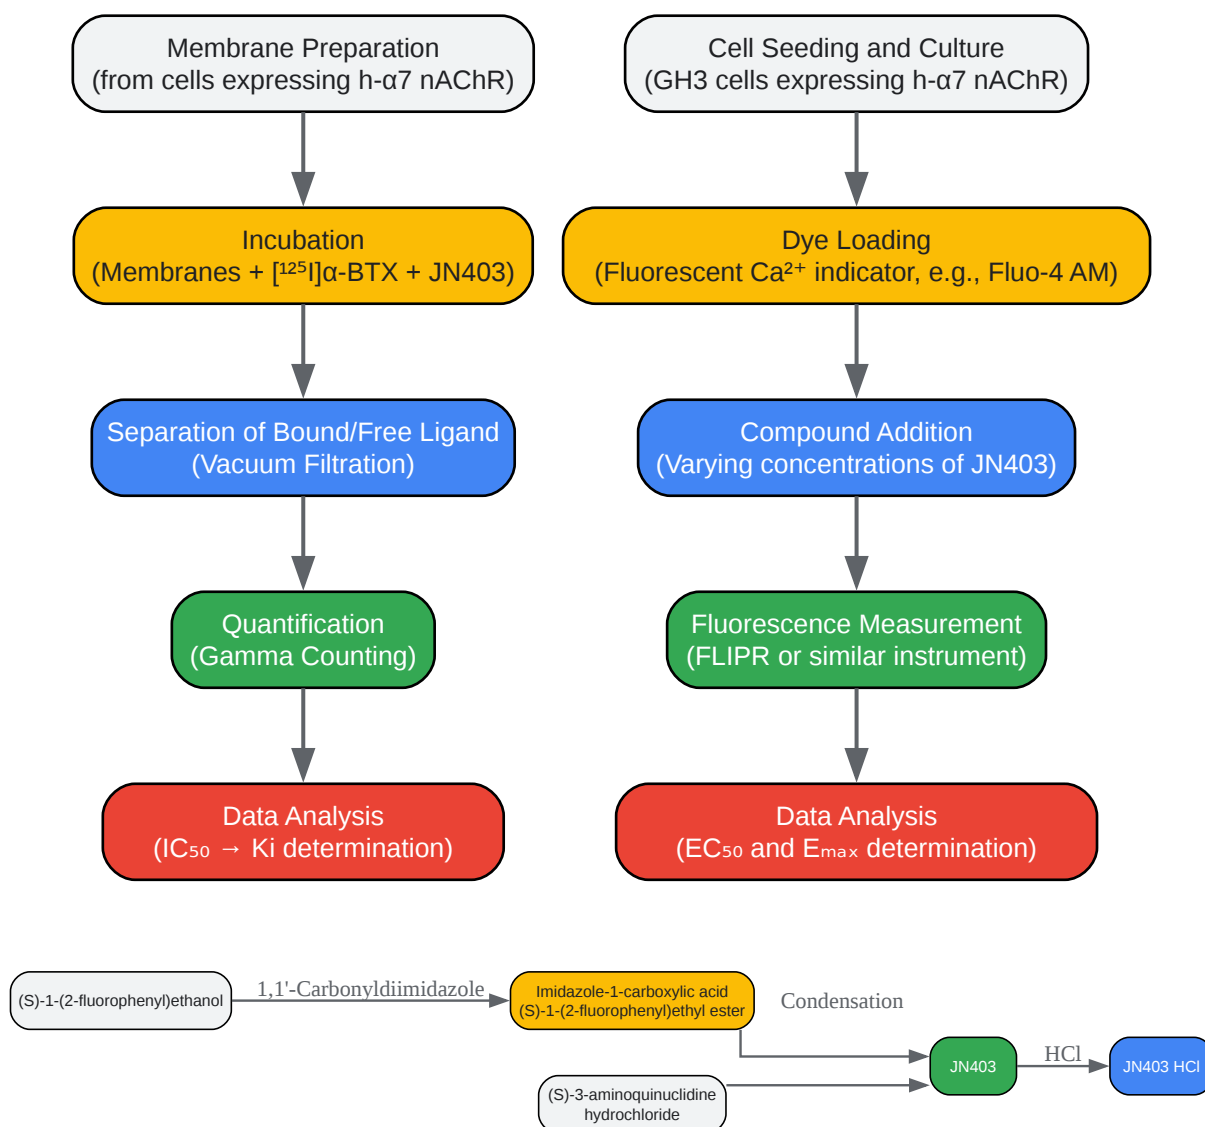 Membrane Preparation
(from cells expressing h-α7 nAChR)
Incubation
(Membranes + [¹²⁵I]α-BTX + JN403)
Separation of Bound/Free Ligand
(Vacuum Filtration)
Quantification
(Gamma Counting)
Data Analysis
(IC₅₀ → Ki determination)
Cell Seeding and Culture
(GH3 cells expressing h-α7 nAChR)
Dye Loading
(Fluorescent Ca²⁺ indicator, e.g., Fluo-4 AM)
Compound Addition
(Varying concentrations of JN403)
Fluorescence Measurement
(FLIPR or similar instrument)
Data Analysis
(EC₅₀ and Eₘₐₓ determination)
(S)-1-(2-fluorophenyl)ethanol
1,1'-Carbonyldiimidazole
Imidazole-1-carboxylic acid
(S)-1-(2-fluorophenyl)ethyl ester
Condensation
(S)-3-aminoquinuclidine
hydrochloride
JN403
HCl
JN403 HCl